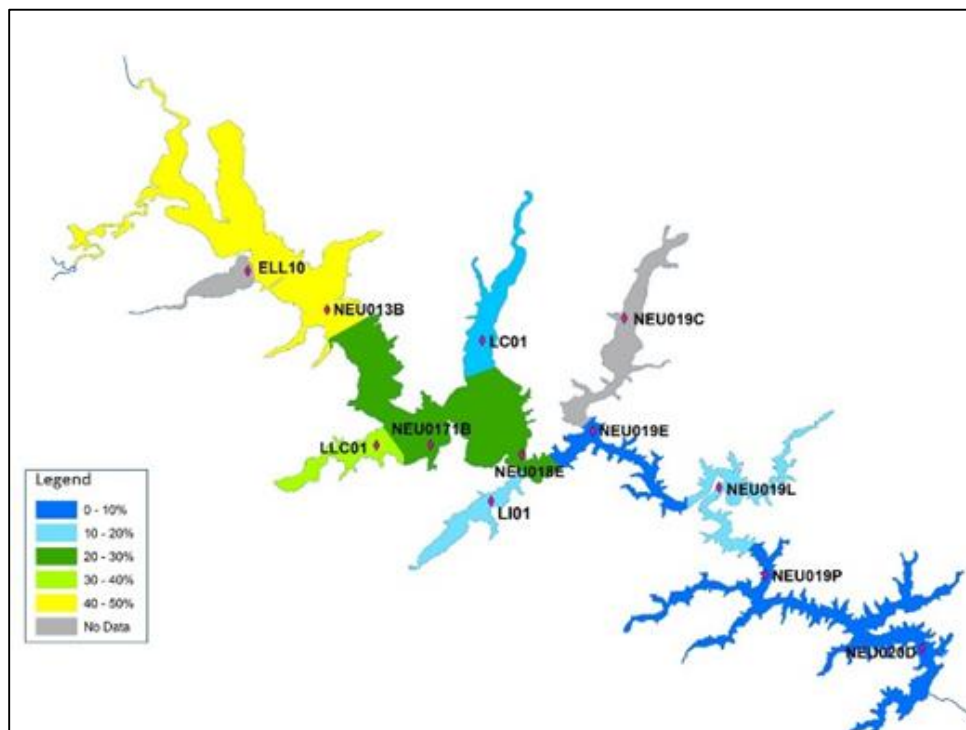 ELL10
NEU013B
NEU019C
LC01
NEU019E
NEU0171B
LLC01
NEU018E
NEU019L
LI01
NEU019P
NEU020D
Legend
0 - 10%
10 - 20%
20 - 30%
30 - 40%
40 - 50%
No Data